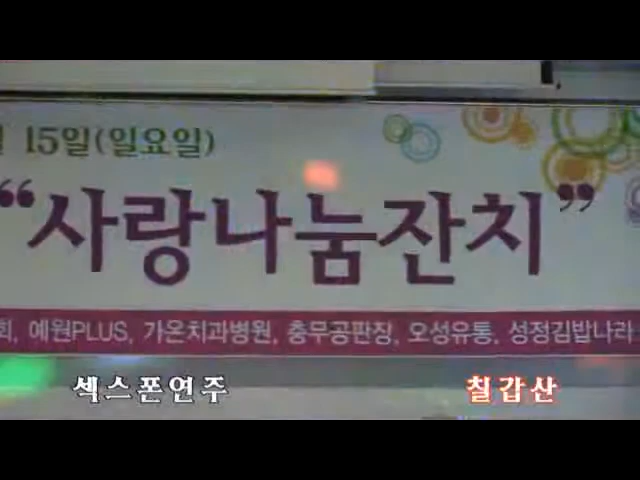 15일(일요일)
“사랑나눔잔치”
회, 예원PLUS, 가온치과병원, 충무공판장, 오성유통, 성정김밥나라
섹스폰연주 칠갑산